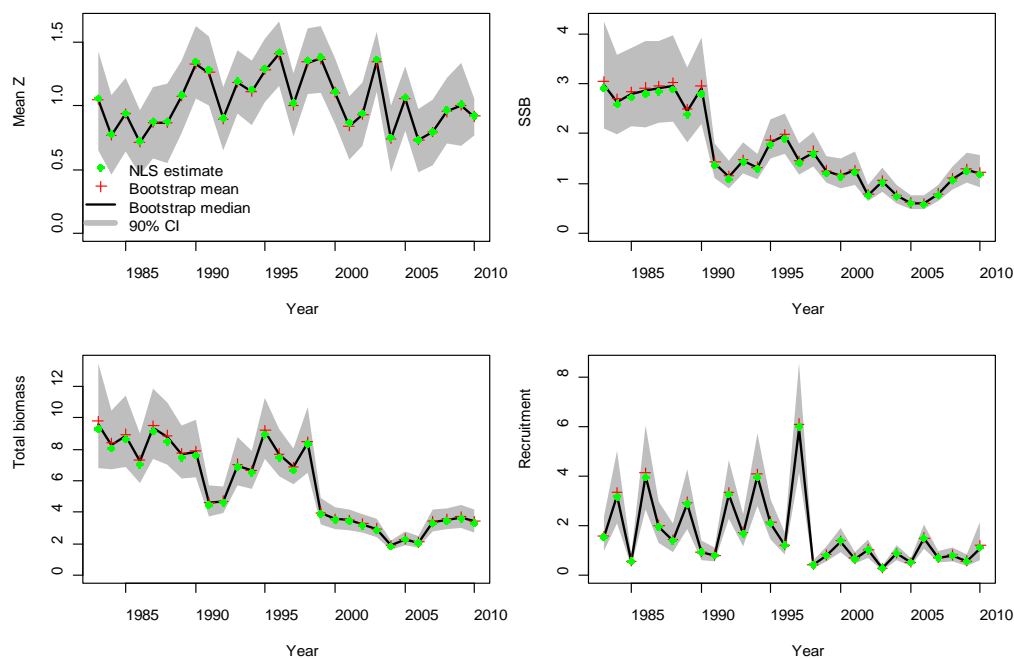 Mean Z
1.5
1.0
0.5
0.0
NLS estimate
Bootstrap mean
Bootstrap median
90% CI
1985 1990 1995 2000 2005 2010
Year
SSB
4
3
2
1
0
1985 1990 1995 2000 2005 2010
Year
Total biomass
12
10
8
6
4
2
0
1985 1990 1995 2000 2005 2010
Year
Recruitment
8
6
4
2
0
1985 1990 1995 2000 2005 2010
Year